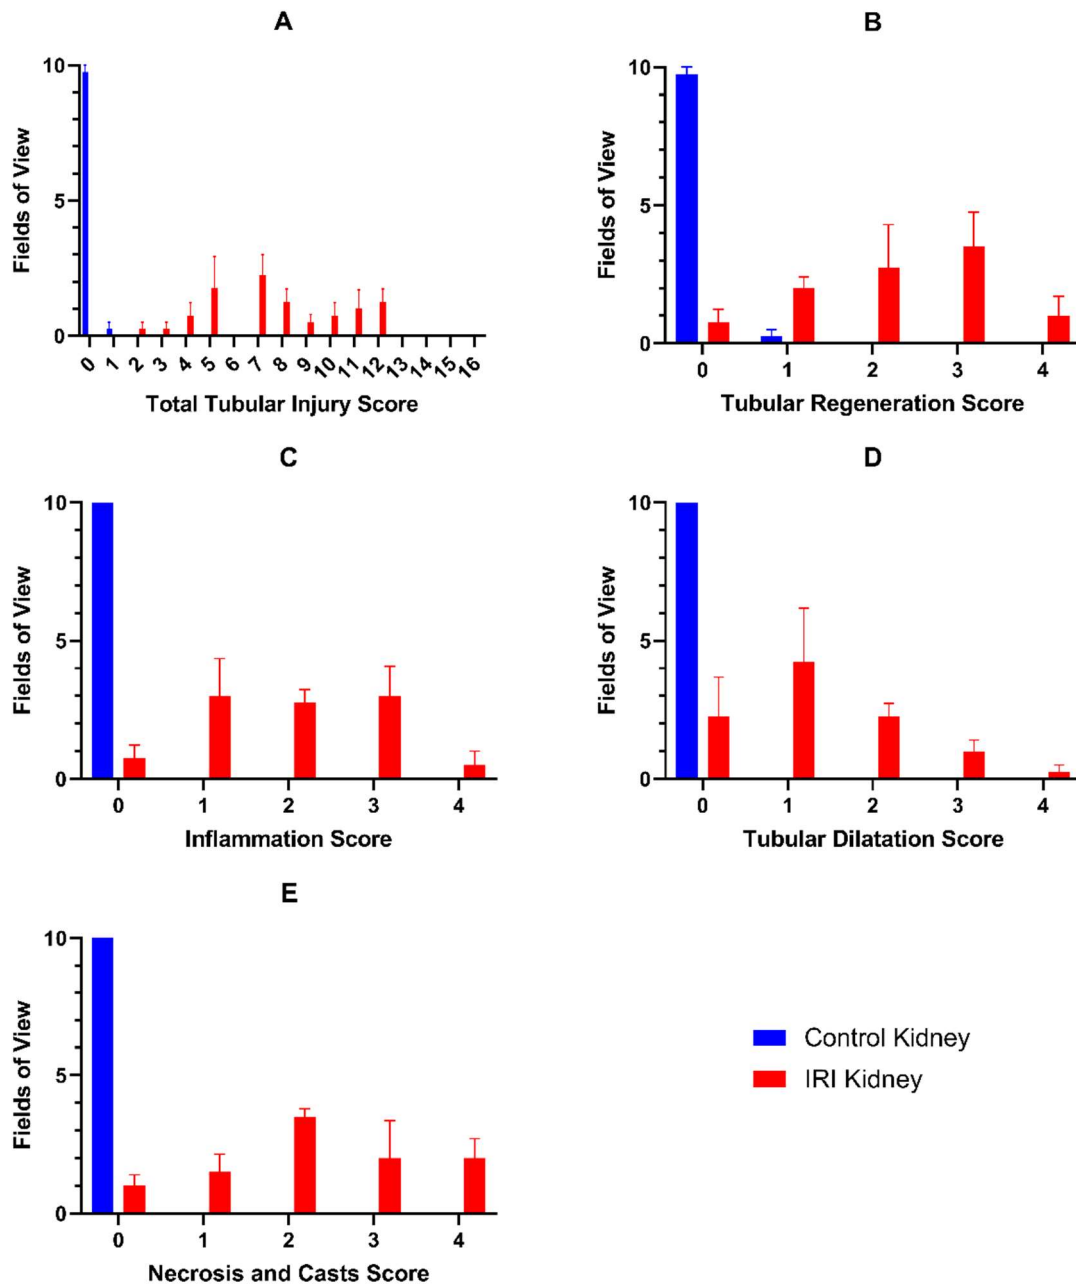 A
10
5
0
Fields of View
0 1 2 3 4 5 6 7 8 9 10 11 12 13 14 15 16
Total Tubular Injury Score
B
10
5
0
Fields of View
0 1 2 3 4
Tubular Regeneration Score
C
10
5
0
Fields of View
0 1 2 3 4
Inflammation Score
D
10
5
0
Fields of View
0 1 2 3 4
Tubular Dilatation Score
E
10
5
0
Fields of View
0 1 2 3 4
Necrosis and Casts Score
Control Kidney
IRI Kidney